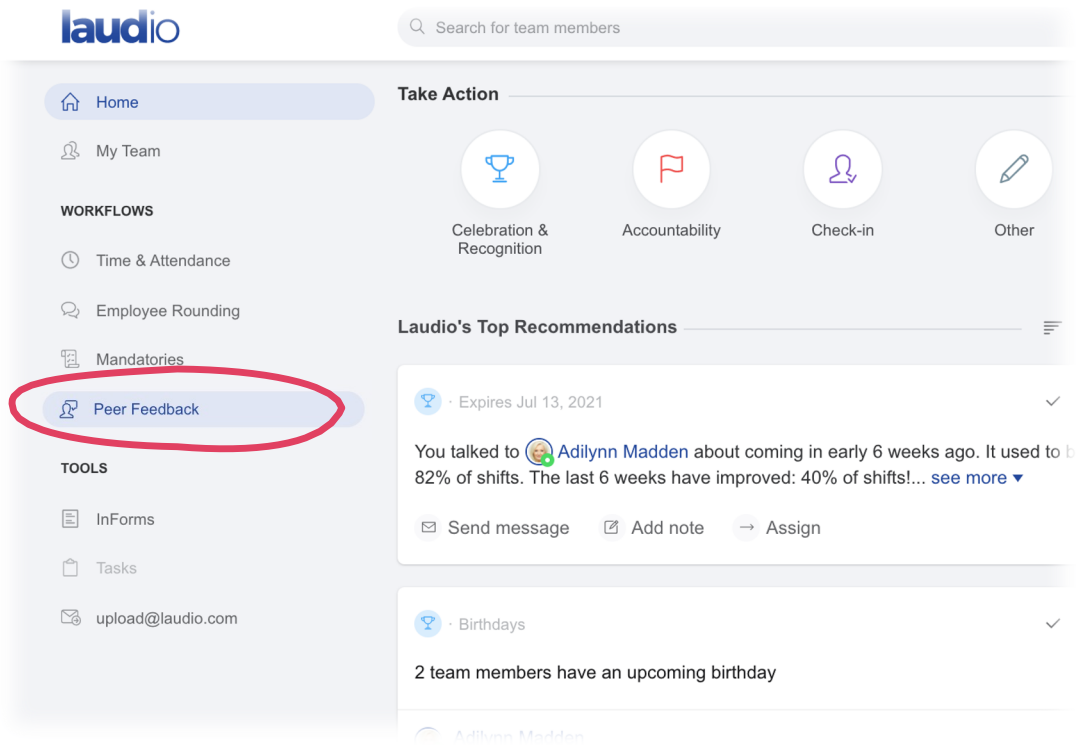 laudio
Search for team members
Home
My Team
WORKFLOWS
Time & Attendance
Employee Rounding
Mandatories
Peer Feedback
TOOLS
InForms
Tasks
upload@laudio.com
Take Action
Celebration &
Recognition
Accountability
Check-in
Other
Laudio's Top Recommendations
· Expires Jul 13, 2021
You talked to Adilynn Madden about coming in early 6 weeks ago. It used to
82% of shifts. The last 6 weeks have improved: 40% of shifts!... see more
Send message
Add note
Assign
· Birthdays
2 team members have an upcoming birthday
Adilynn Madden